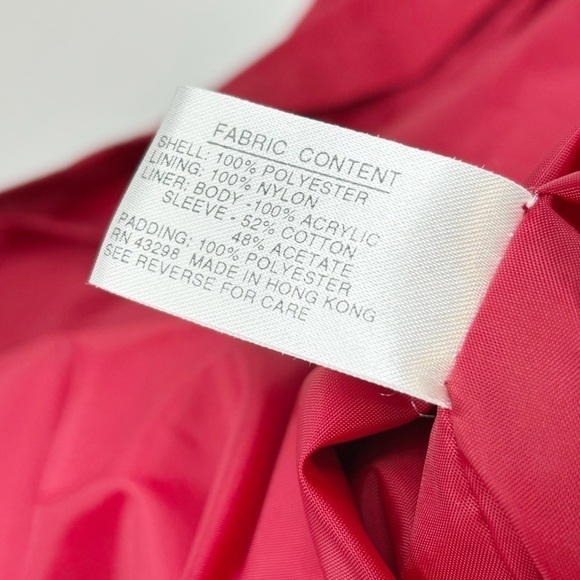 FABRIC CONTENT
SHELL: 100% POLYESTER
LINING: 100% NYLON
LINER: BODY -100% ACRYLIC
SLEEVE - 52% COTTON
48% ACETATE
PADDING: 100% POLYESTER
RN 43298 MADE IN HONG KONG
SEE REVERSE FOR CARE